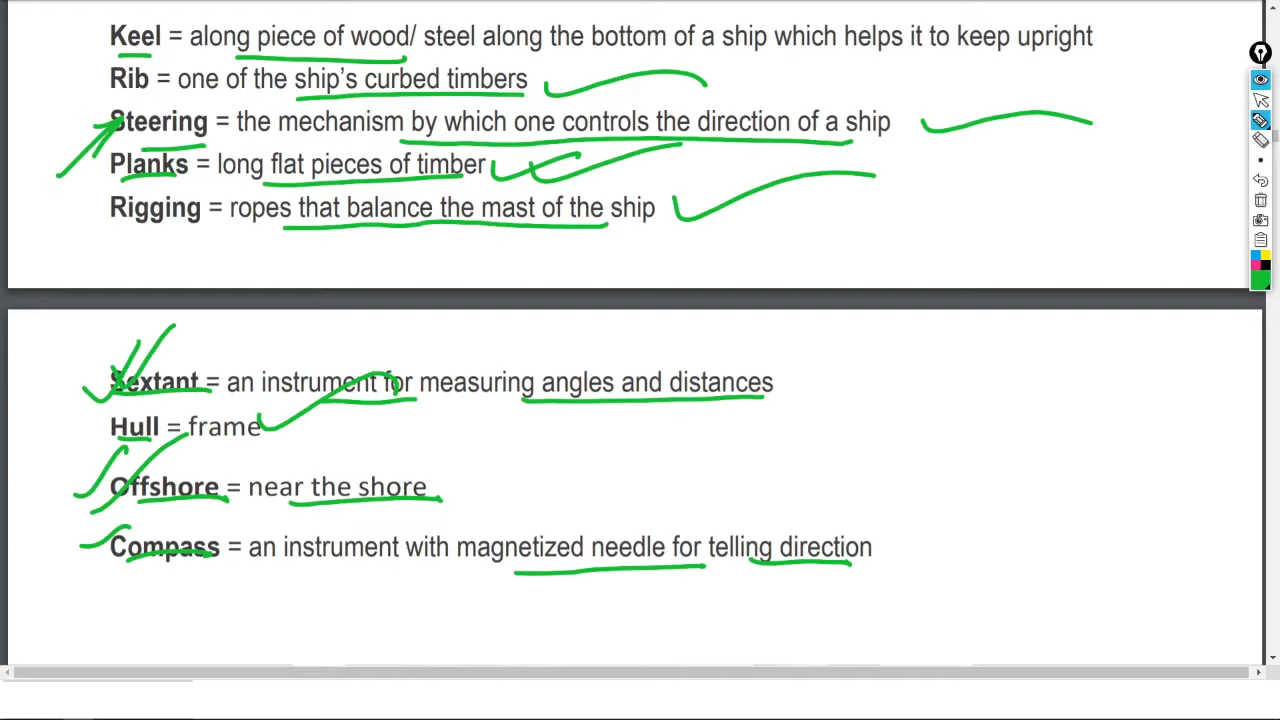 Keel = along piece of wood/ steel along the bottom of a ship which helps it to keep upright
Rib = one of the ship's curbed timbers
Steering = the mechanism by which one controls the direction of a ship
Planks = long flat pieces of timber
Rigging = ropes that balance the mast of the ship
Sextant = an instrument for measuring angles and distances
Hull = frame
Offshore = near the shore
Compass = an instrument with magnetized needle for telling direction